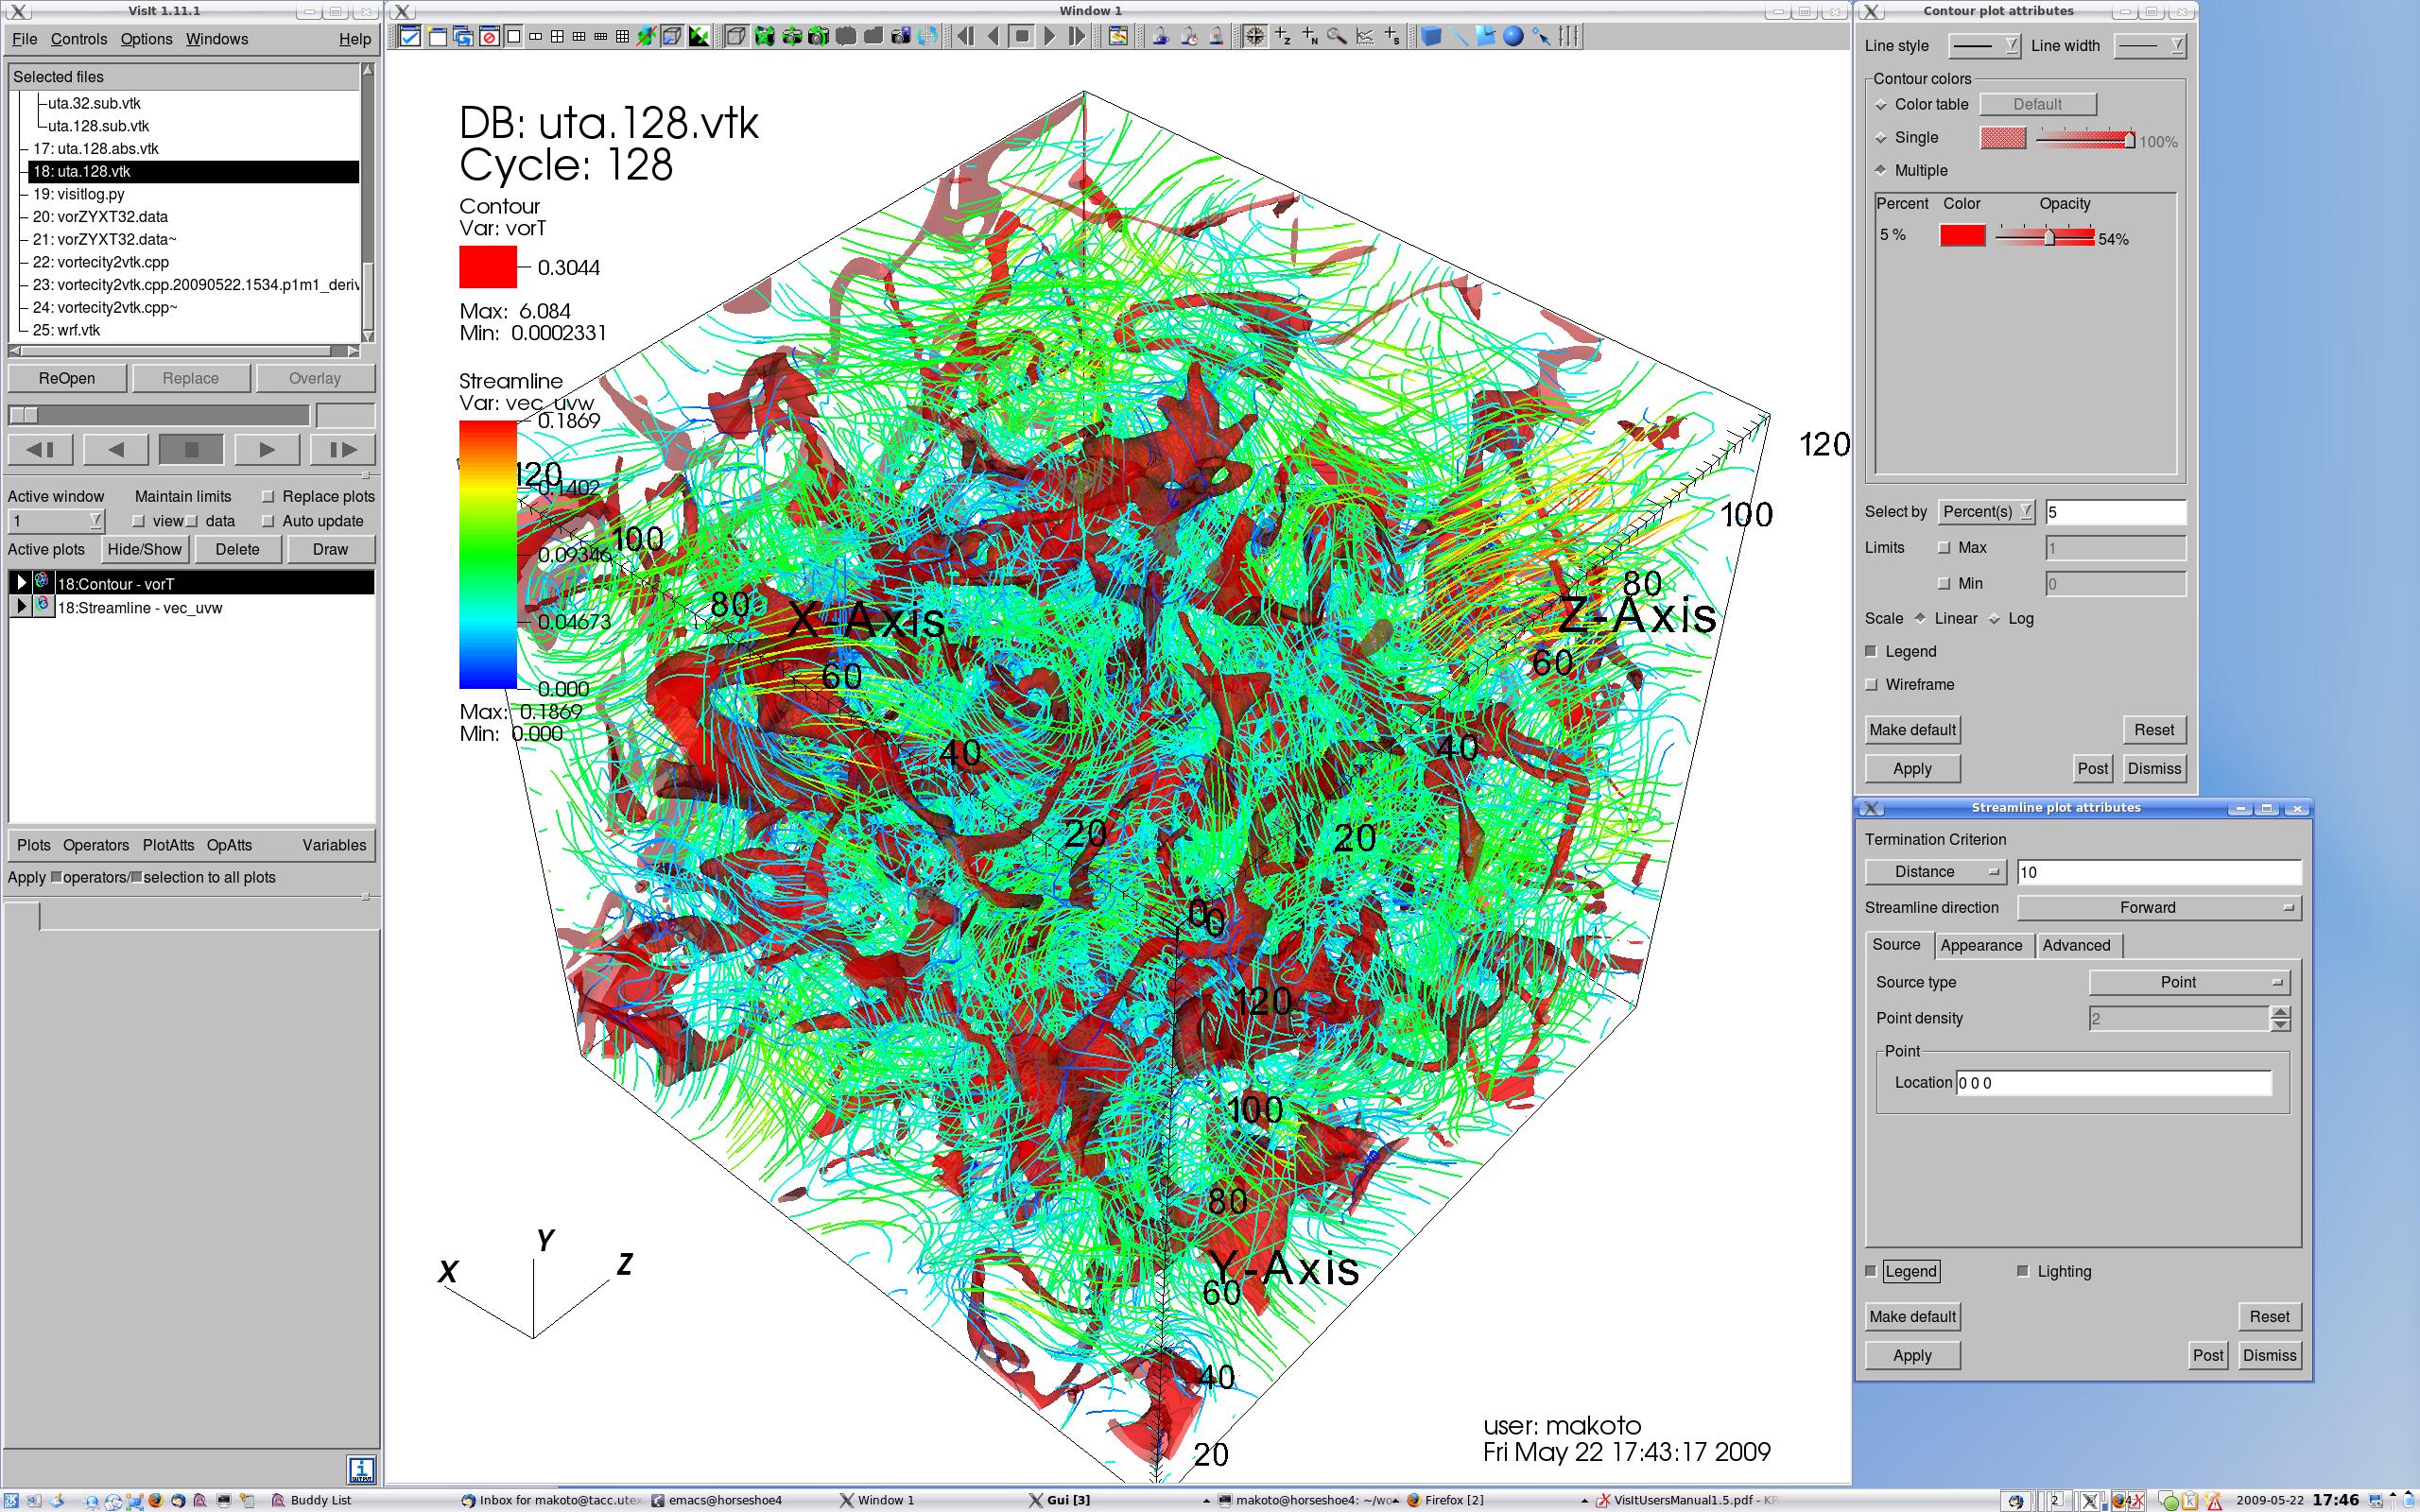 VisIt 1.11.1
File Controls Options Windows Help
Selected files
uta.32.sub.vtk
uta.128.sub.vtk
17: uta.128.abs.vtk
18: uta.128.vtk
19: visitlog.py
20: vorZYXT32.data
21: vorZYXT32.data~
22: vortecity2vtk.cpp
23: vortecity2vtk.cpp.20090522.1534.p1m1_deriv
24: vortecity2vtk.cpp~
25: wrf.vtk
ReOpen Replace Overlay
Active window Maintain limits Replace plots
1 view data Auto update
Active plots Hide/Show Delete Draw
18:Contour - vorT
18:Streamline - vec_uvw
Plots Operators PlotAtts OpAtts Variables
Apply operators/ selection to all plots
Window 1
DB: uta.128.vtk
Cycle: 128
Contour
Var: vorT
0.3044
Max: 6.084
Min: 0.0002331
Streamline
Var: vec_uvw
0.1869
0.1402
0.09346
0.04673
0.000
Max: 0.1869
Min: 0.000
120
100
80
X-Axis
60
40
20
0
120
100
80
Z-Axis
60
40
20
0
120
100
80
Y-Axis
60
40
20
X Y Z
user: makoto
Fri May 22 17:43:17 2009
Contour plot attributes
Line style Line width
Contour colors
Color table Default
Single 100%
Multiple
Percent Color Opacity
5 % 54%
Select by Percent(s) 5
Limits Max 1
Min 0
Scale Linear Log
Legend
Wireframe
Make default Reset
Apply Post Dismiss
Streamline plot attributes
Termination Criterion
Distance 10
Streamline direction Forward
Source Appearance Advanced
Source type Point
Point density 2
Point
Location 0 0 0
Legend Lighting
Make default Reset
Apply Post Dismiss
Buddy List Inbox for makoto@tacc.utex emacs@horseshoe4 Window 1 Gui [3] makoto@horseshoe4: ~/wo Firefox [2] VisItUsersManual1.5.pdf - KP 2009-05-22 17:46